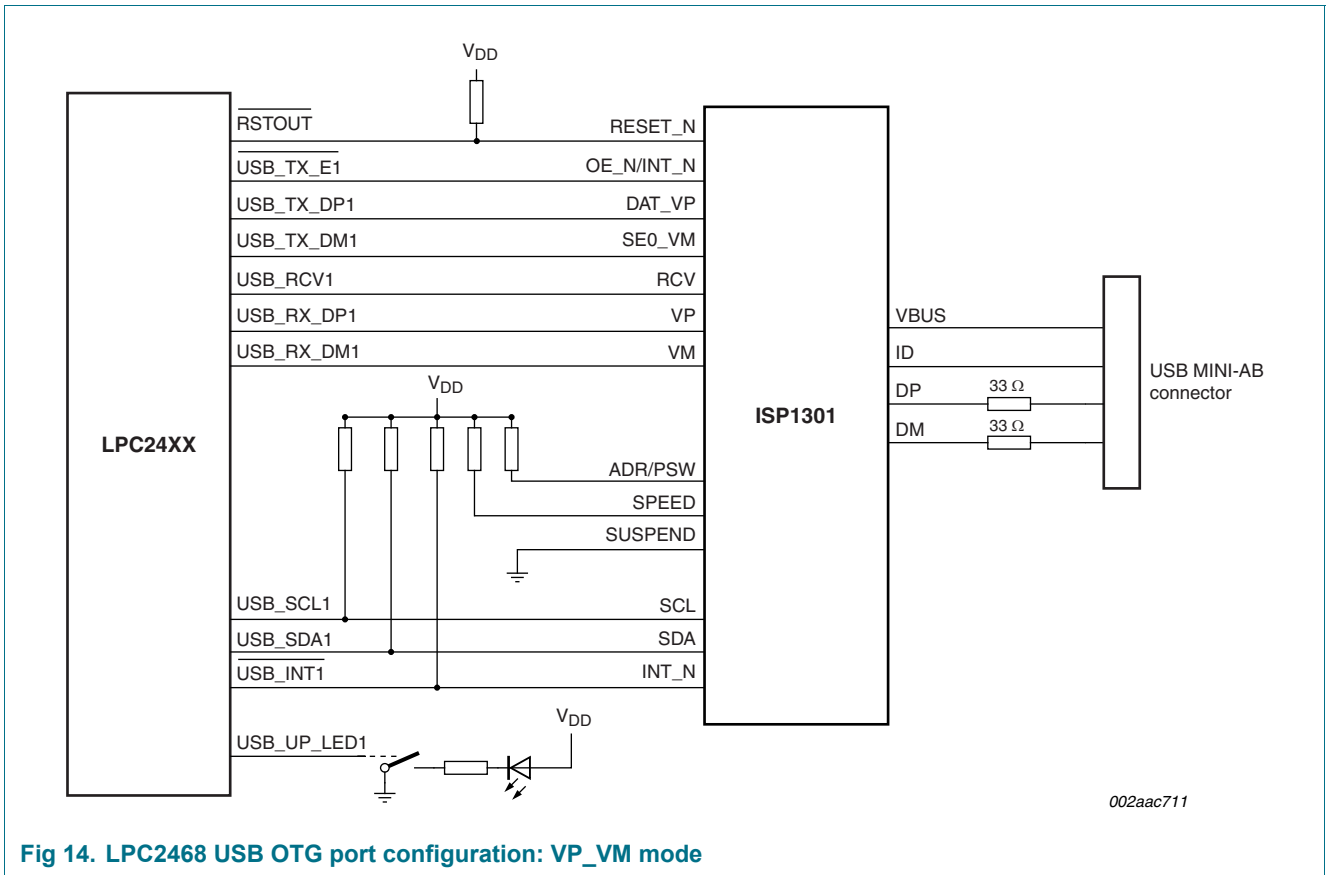 VDD
RSTOUT RESET_N
USB_TX_E1 OE_N/INT_N
USB_TX_DP1 DAT_VP
USB_TX_DM1 SE0_VM
USB_RCV1 RCV
USB_RX_DP1 VP
USB_RX_DM1 VM
VBUS
ID
DP 33 Ω
DM 33 Ω
USB MINI-AB
connector
VDD
LPC24XX
ISP1301
ADR/PSW
SPEED
SUSPEND
USB_SCL1 SCL
USB_SDA1 SDA
USB_INT1 INT_N
VDD
USB_UP_LED1
002aac711
Fig 14. LPC2468 USB OTG port configuration: VP_VM mode